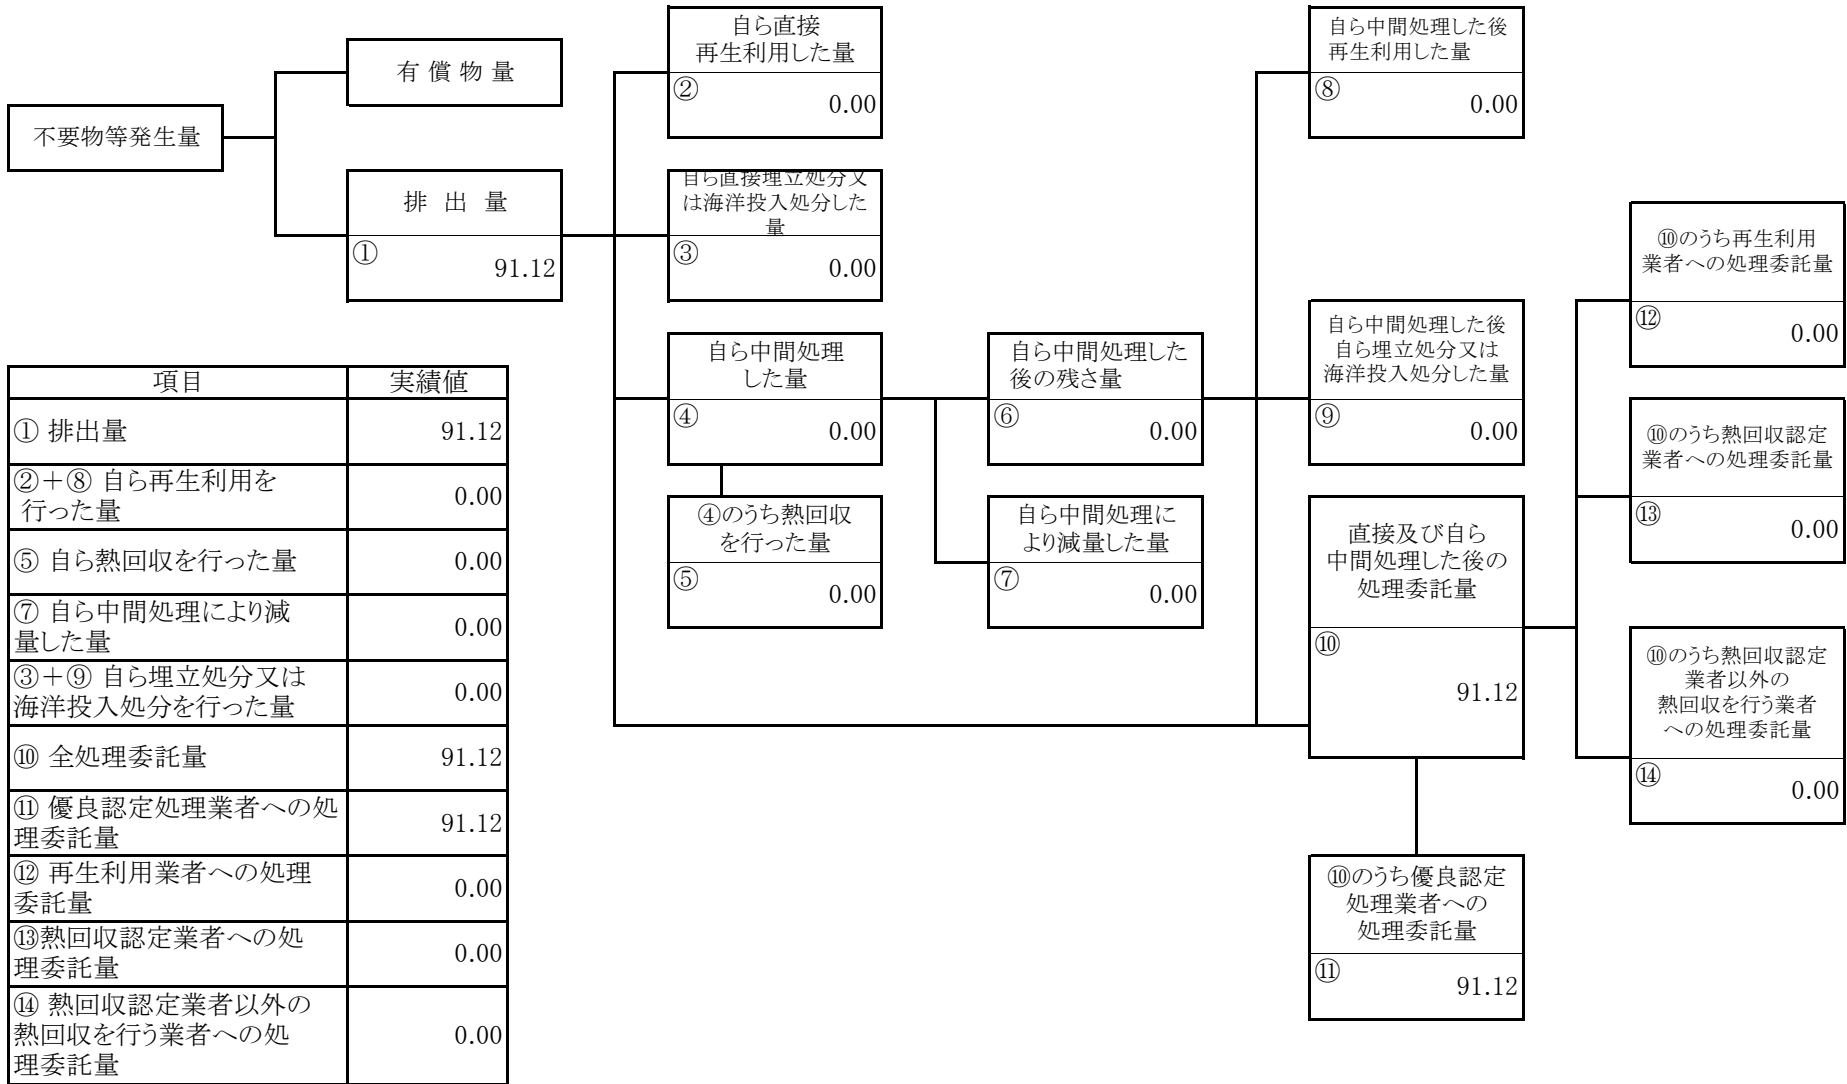 不要物等発生量
有 償 物 量
排 出 量
①
91.12
自ら直接
再生利用した量
②
0.00
自ら直接埋立処分又
は海洋投入処分した
量
③
0.00
自ら中間処理
した量
④
0.00
④のうち熱回収
を行った量
⑤
0.00
自ら中間処理した
後の残さ量
⑥
0.00
自ら中間処理に
より減量した量
⑦
0.00
自ら中間処理した後
再生利用した量
⑧
0.00
自ら中間処理した後
自ら埋立処分又は
海洋投入処分した量
⑨
0.00
直接及び自ら
中間処理した後の
処理委託量
⑩
91.12
⑩のうち優良認定
処理業者への
処理委託量
⑪
91.12
⑩のうち再生利用
業者への処理委託量
⑫
0.00
⑩のうち熱回収認定
業者への処理委託量
⑬
0.00
⑩のうち熱回収認定
業者以外の
熱回収を行う業者
への処理委託量
⑭
0.00
項目 実績値
① 排出量 91.12
②＋⑧ 自ら再生利用を
行った量 0.00
⑤ 自ら熱回収を行った量 0.00
⑦ 自ら中間処理により減
量した量 0.00
③＋⑨ 自ら埋立処分又は
海洋投入処分を行った量 0.00
⑩ 全処理委託量 91.12
⑪ 優良認定処理業者への処
理委託量 91.12
⑫ 再生利用業者への処理
委託量 0.00
⑬熱回収認定業者への処
理委託量 0.00
⑭ 熱回収認定業者以外の
熱回収を行う業者への処
理委託量 0.00